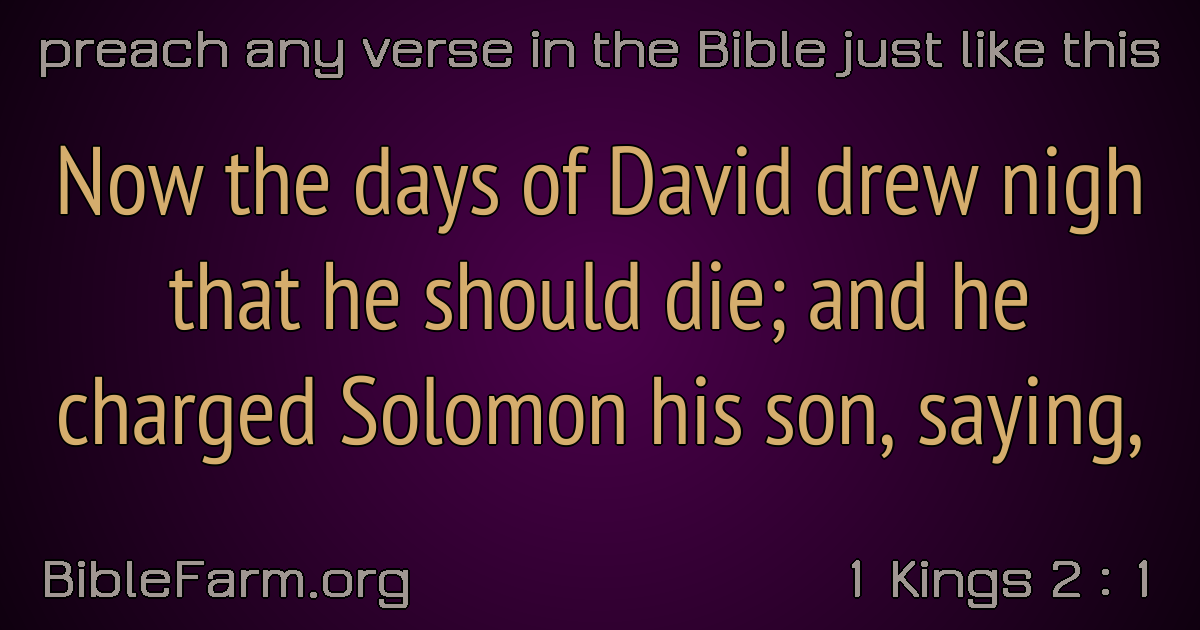 preach any verse in the Bible just like this
Now the days of David drew nigh
that he should die; and he
charged Solomon his son, saying,
BibleFarm.org
1 Kings 2 : 1